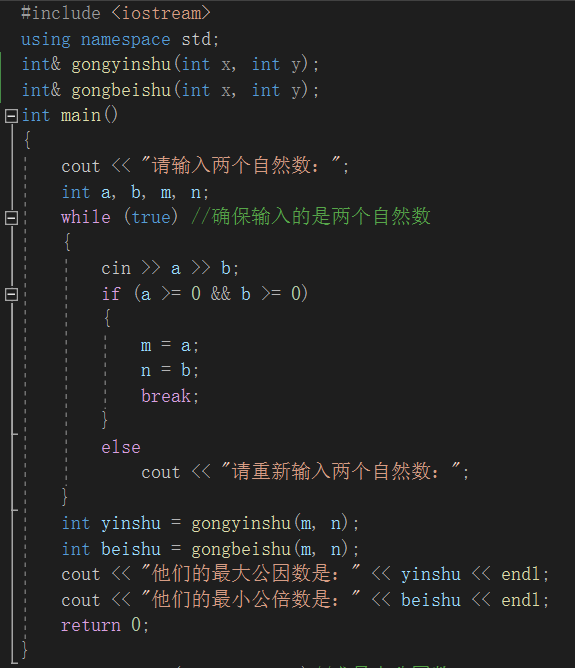 #include <iostream>
using namespace std;
int& gongyinshu(int x, int y);
int& gongbeishu(int x, int y);
int main()
{
cout << "请输入两个自然数：";
int a, b, m, n;
while (true) //确保输入的是两个自然数
{
cin >> a >> b;
if (a >= 0 && b >= 0)
{
m = a;
n = b;
break;
}
else
cout << "请重新输入两个自然数：";
}
int yinshu = gongyinshu(m, n);
int beishu = gongbeishu(m, n);
cout << "他们的最大公因数是：" << yinshu << endl;
cout << "他们的最小公倍数是：" << beishu << endl;
return 0;
}